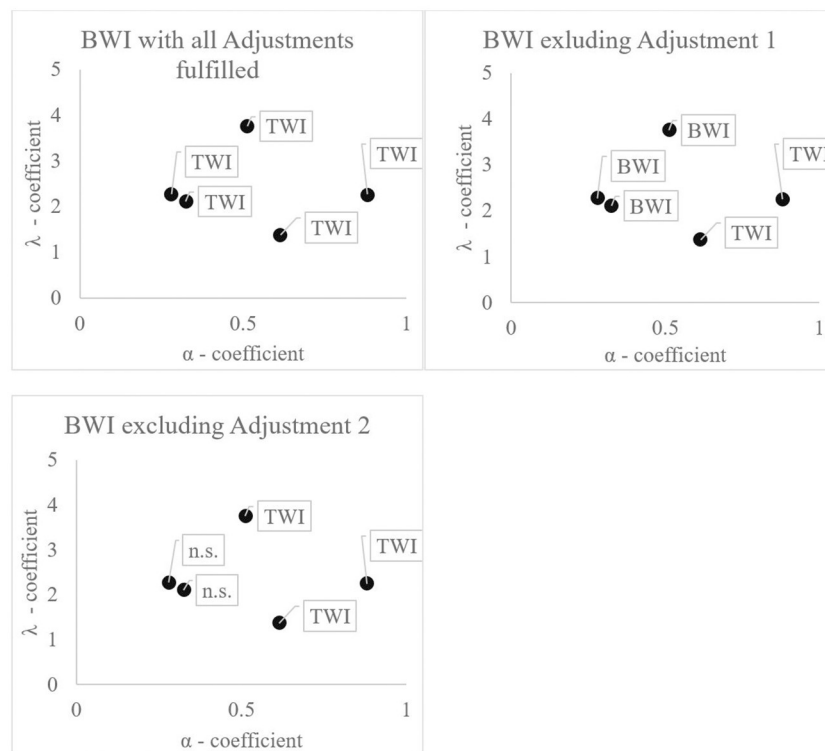 BWI with all Adjustments
fulfilled
5
4
3
2
1
0
0
0.5
1
λ - coefficient
α - coefficient
TWI
TWI
TWI
TWI
TWI
BWI exluding Adjustment 1
5
4
3
2
1
0
0
0.5
1
λ - coefficient
α - coefficient
BWI
BWI
BWI
TWI
TWI
BWI excluding Adjustment 2
5
4
3
2
1
0
0
0.5
1
λ - coefficient
α - coefficient
TWI
n.s.
n.s.
TWI
TWI